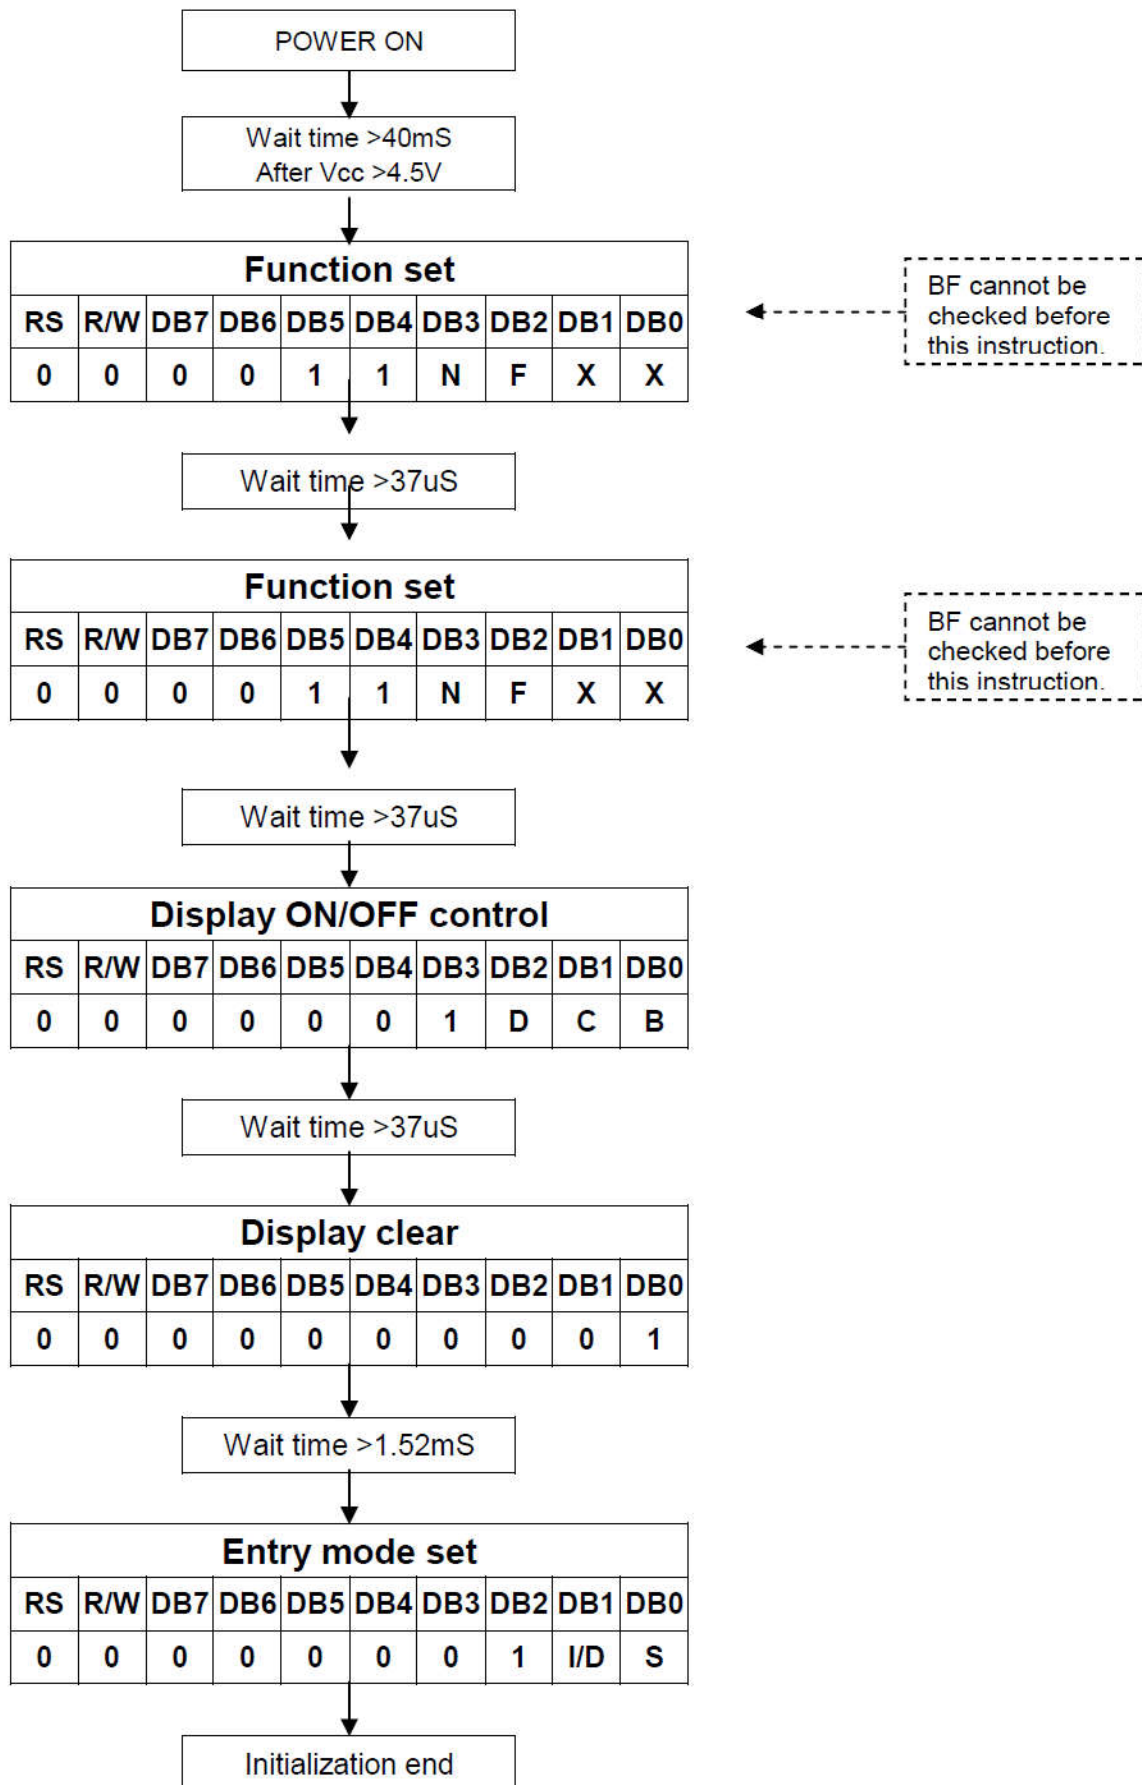 POWER ON
Wait time >40mS
After Vcc >4.5V
Function set
RS R/W DB7 DB6 DB5 DB4 DB3 DB2 DB1 DB0
0 0 0 0 1 1 N F X X
BF cannot be
checked before
this instruction.
Wait time >37uS
Function set
RS R/W DB7 DB6 DB5 DB4 DB3 DB2 DB1 DB0
0 0 0 0 1 1 N F X X
BF cannot be
checked before
this instruction.
Wait time >37uS
Display ON/OFF control
RS R/W DB7 DB6 DB5 DB4 DB3 DB2 DB1 DB0
0 0 0 0 0 0 1 D C B
Wait time >37uS
Display clear
RS R/W DB7 DB6 DB5 DB4 DB3 DB2 DB1 DB0
0 0 0 0 0 0 0 0 0 1
Wait time >1.52mS
Entry mode set
RS R/W DB7 DB6 DB5 DB4 DB3 DB2 DB1 DB0
0 0 0 0 0 0 0 1 I/D S
Initialization end